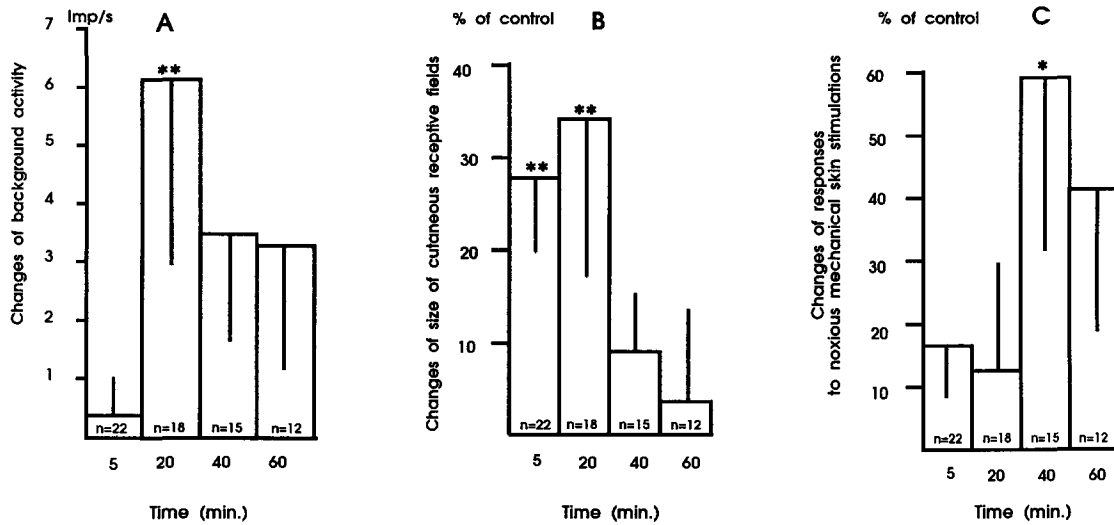 Imp/s
A
7
6
5
4
3
2
1
Changes of background activity
**
n=22 n=18 n=15 n=12
5 20 40 60
Time (min.)
% of control
B
40
30
20
10
Changes of size of cutaneous receptive fields
**
**
n=22 n=18 n=15 n=12
5 20 40 60
Time (min.)
% of control
C
60
50
40
30
20
10
Changes of responses
to noxious mechanical skin stimulations
*
n=22 n=18 n=15 n=12
5 20 40 60
Time (min.)